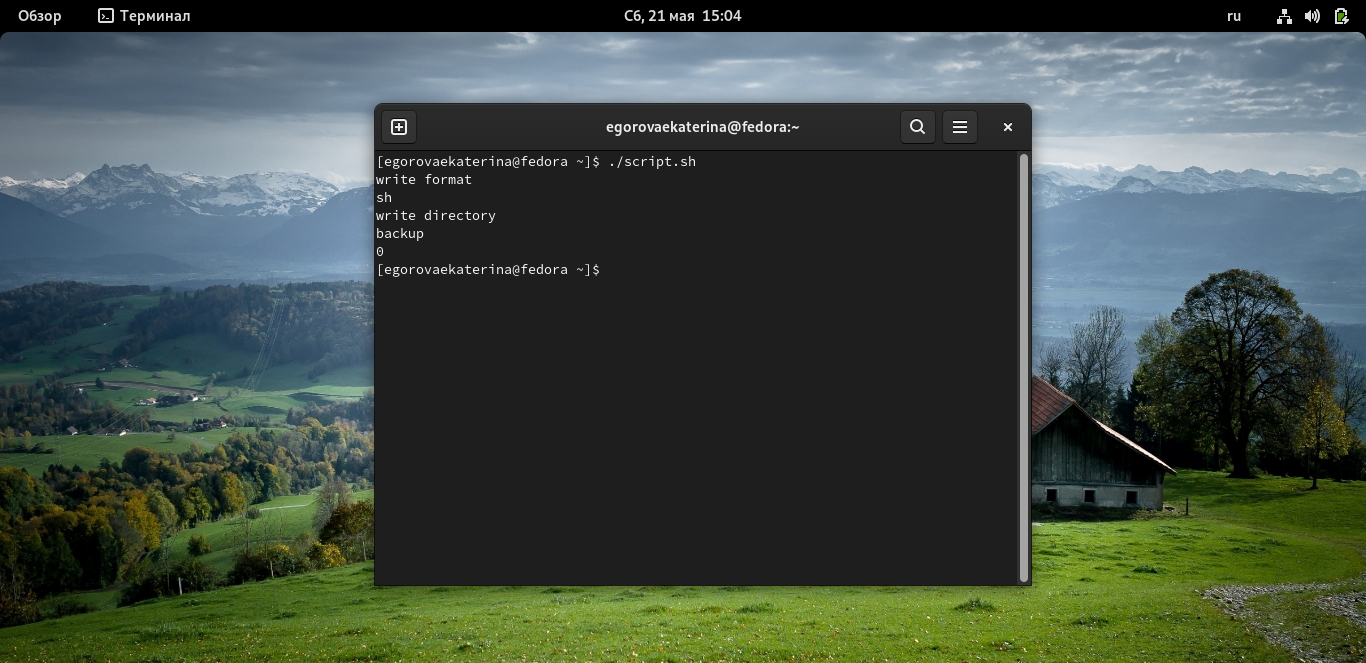 Обзор Терминал Сб, 21 мая 15:04 ru
egorovaekaterina@fedora:~
[egorovaekaterina@fedora ~]$ ./script.sh
write format
sh
write directory
backup
0
[egorovaekaterina@fedora ~]$